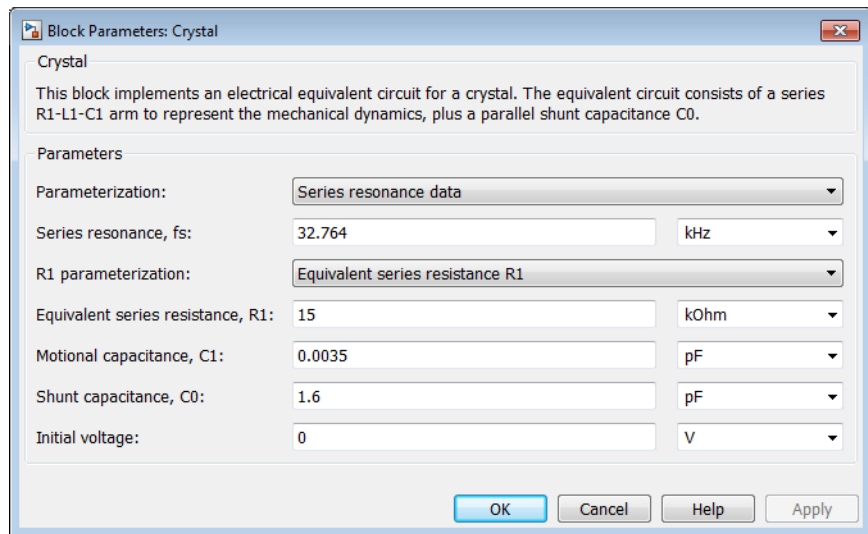 Block Parameters: Crystal
Crystal
This block implements an electrical equivalent circuit for a crystal. The equivalent circuit consists of a series
R1-L1-C1 arm to represent the mechanical dynamics, plus a parallel shunt capacitance C0.
Parameters
Parameterization: Series resonance data
Series resonance, fs: 32.764 kHz
R1 parameterization: Equivalent series resistance R1
Equivalent series resistance, R1: 15 kOhm
Motional capacitance, C1: 0.0035 pF
Shunt capacitance, C0: 1.6 pF
Initial voltage: 0 V
OK Cancel Help Apply